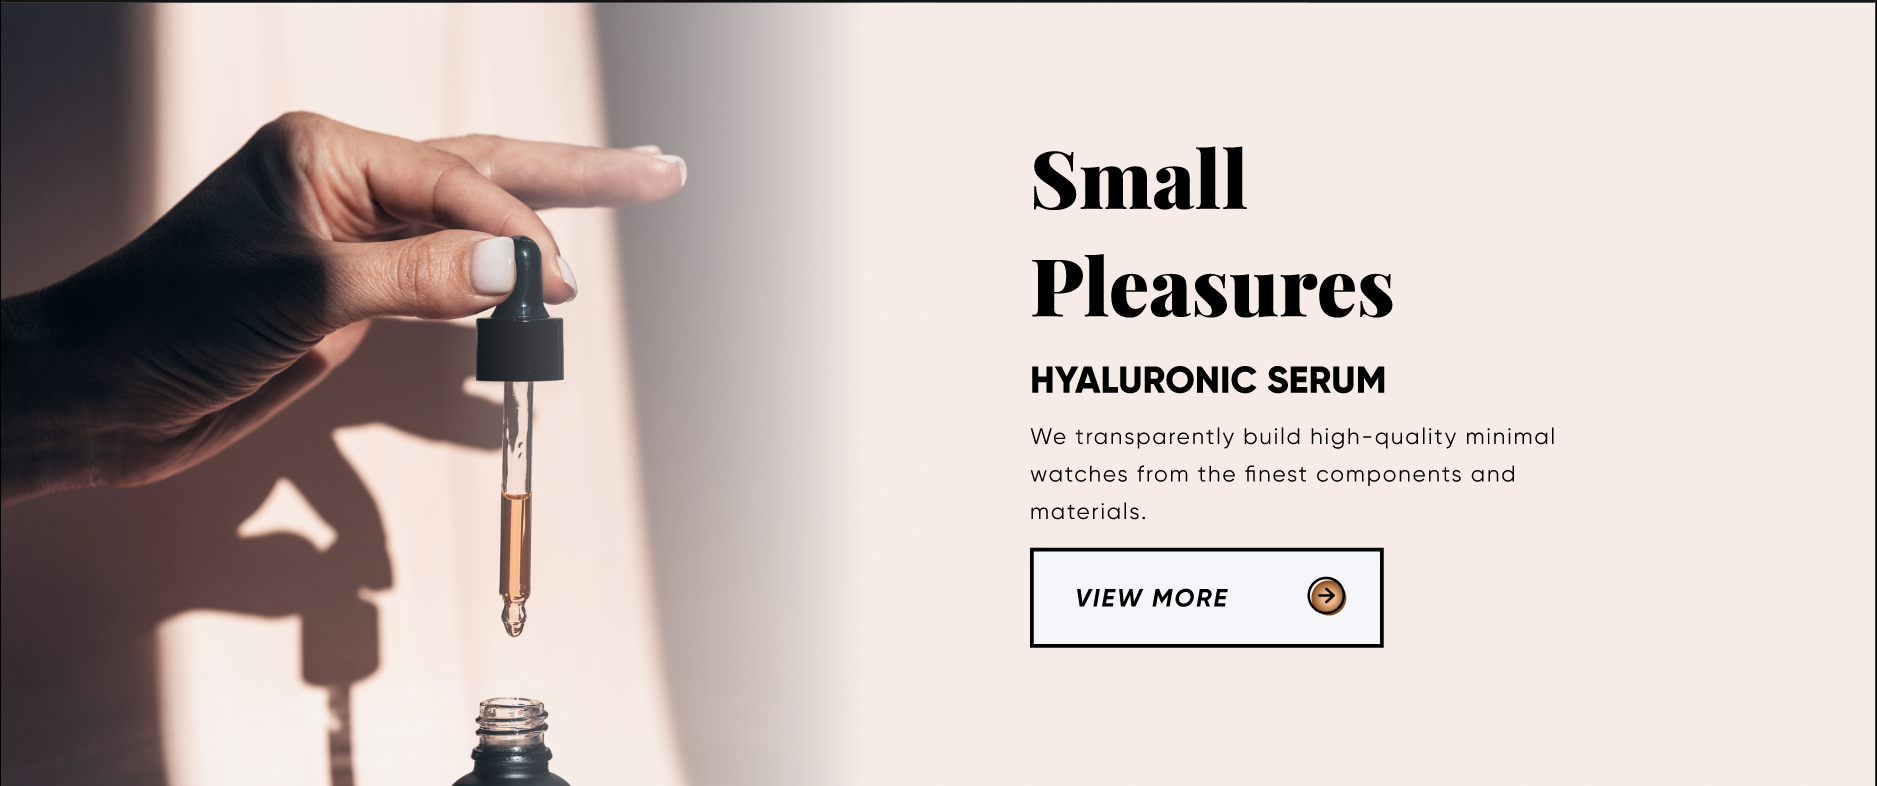 Small
Pleasures
HYALURONIC SERUM
We transparently build high-quality minimal
watches from the finest components and
materials.
VIEW MORE